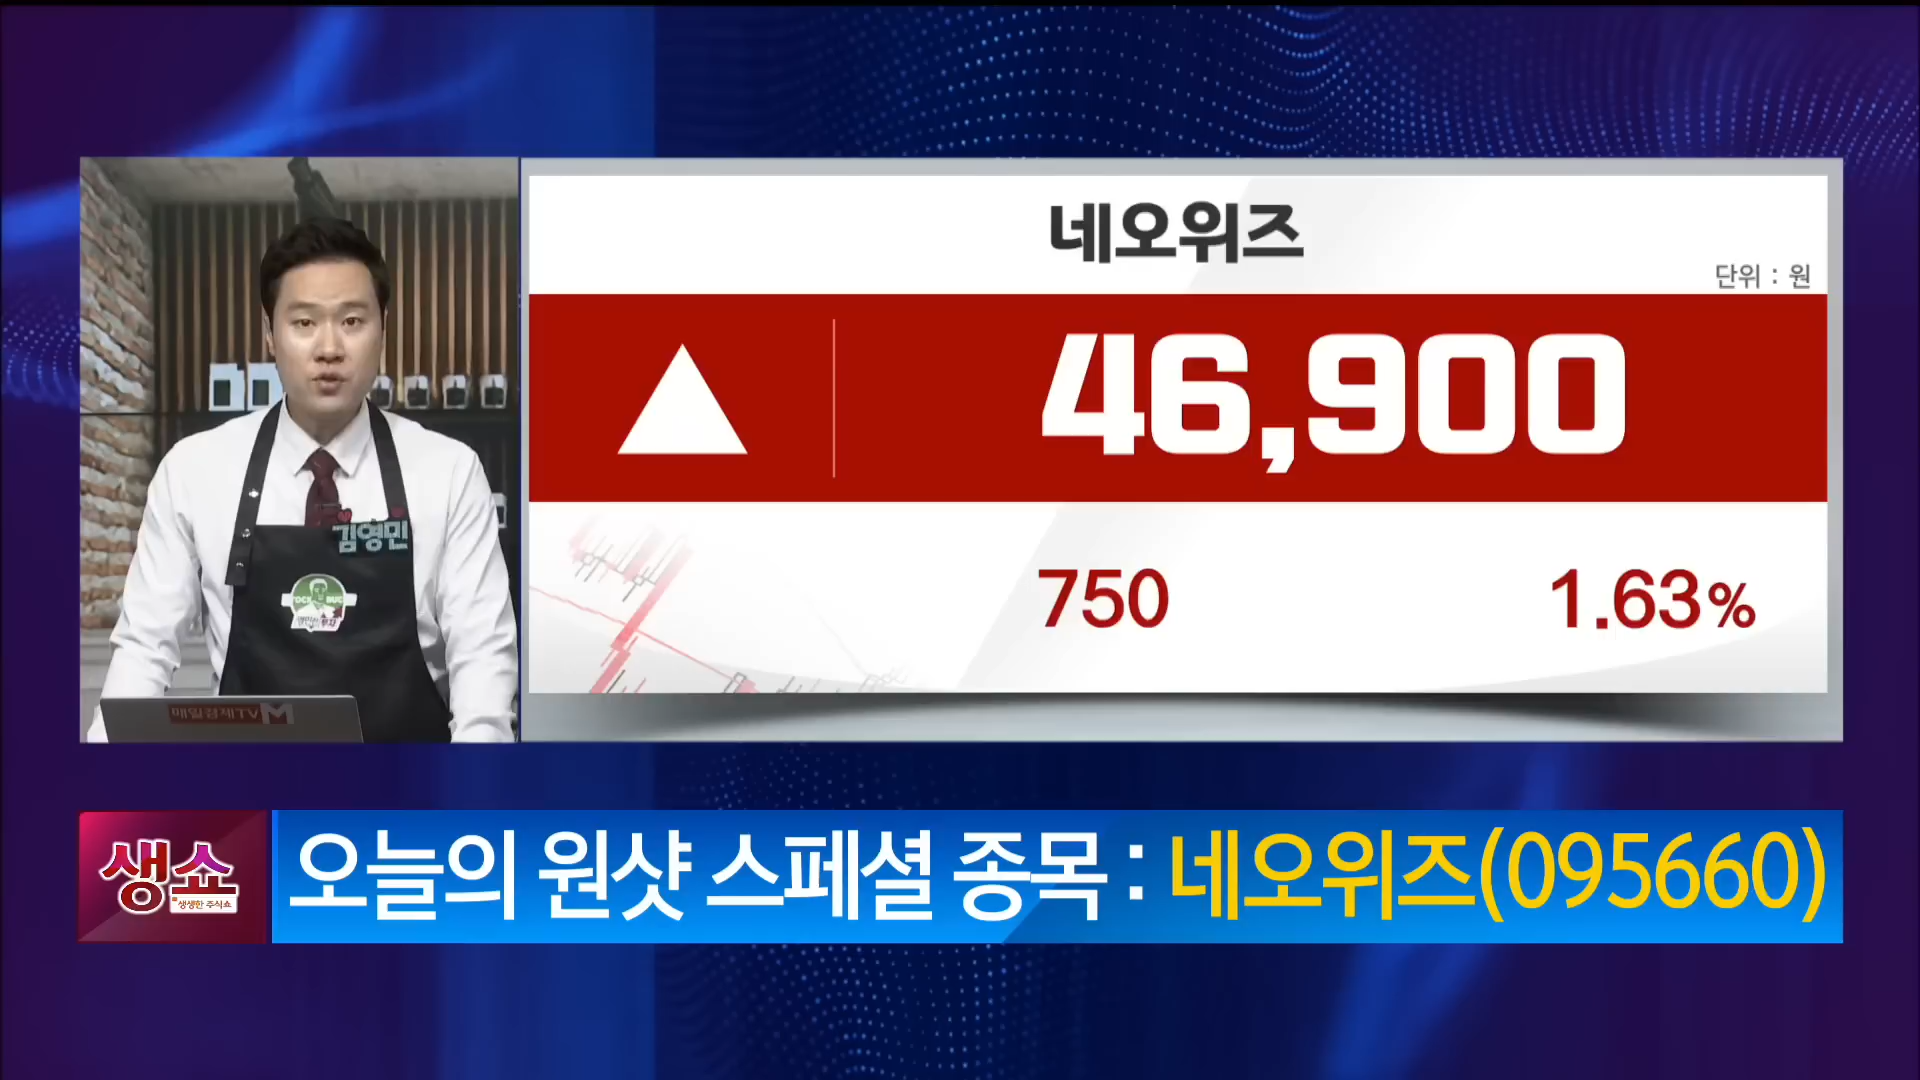 네오위즈
단위 : 원
▲ 46,900
750 1.63%
김영민
매일경제TV M
생쇼
생생한 주식쇼
오늘의 원샷 스페셜 종목 : 네오위즈(095660)